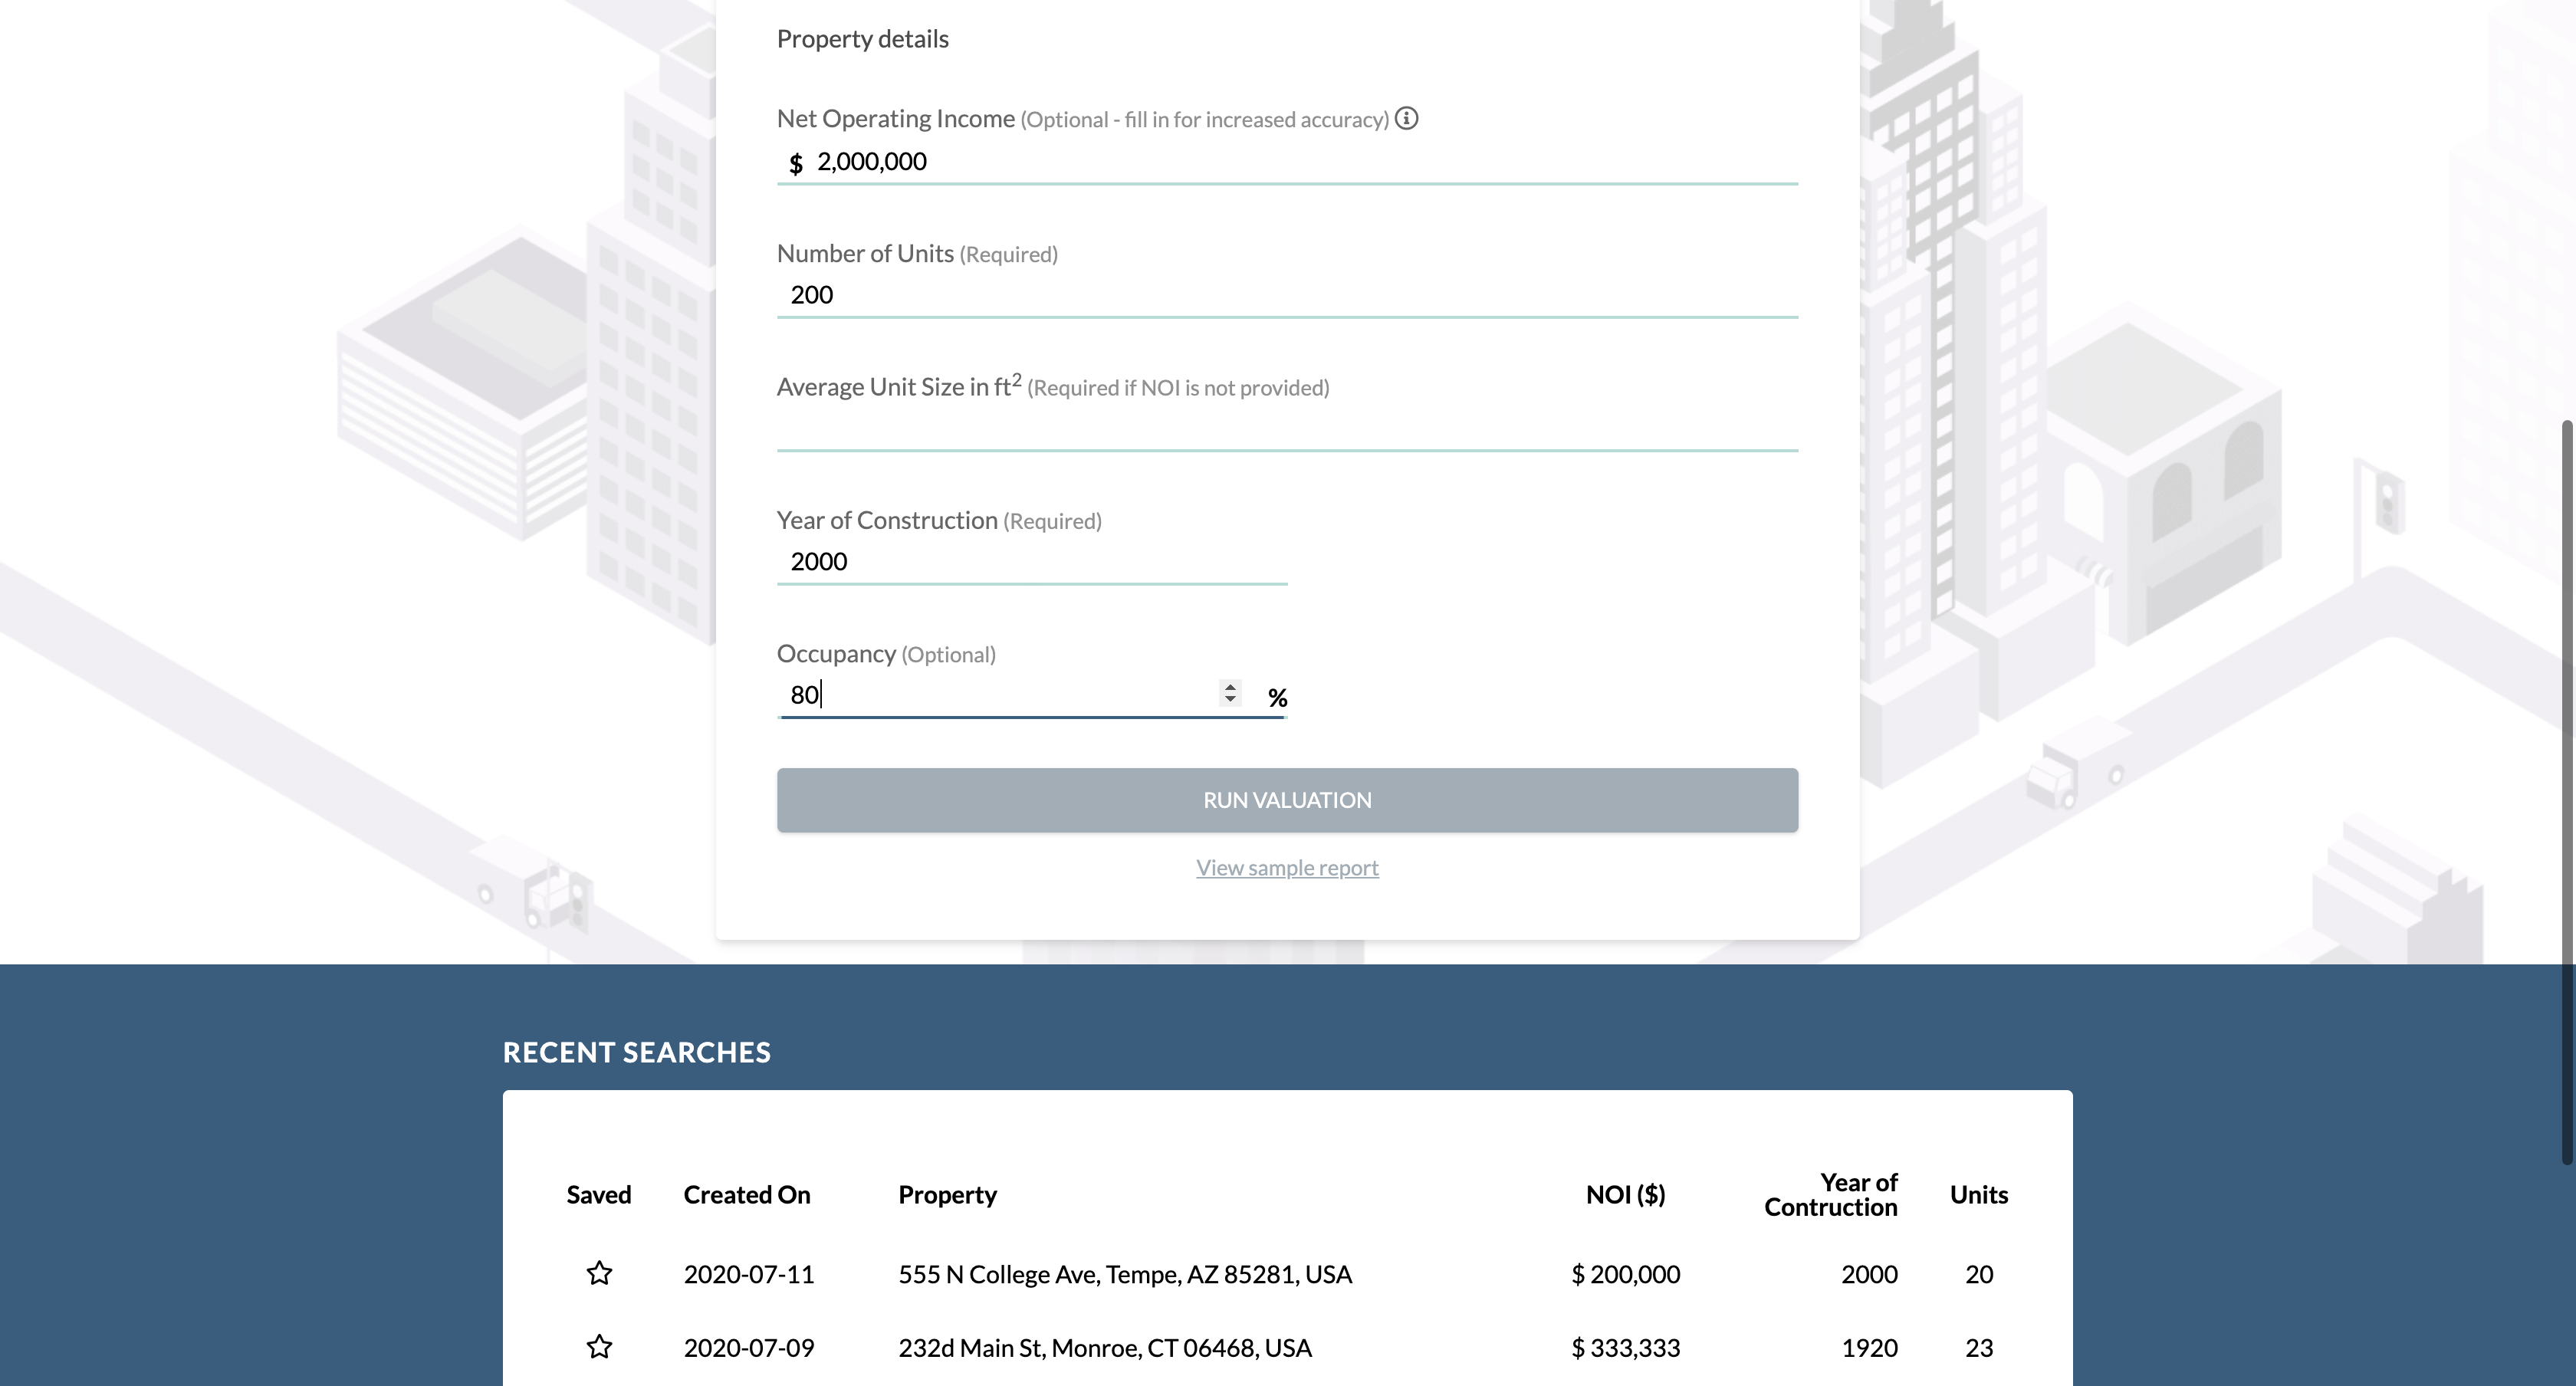 Property details
Net Operating Income (Optional - fill in for increased accuracy)
$ 2,000,000
Number of Units (Required)
200
Average Unit Size in ft² (Required if NOI is not provided)
Year of Construction (Required)
2000
Occupancy (Optional)
80 %
RUN VALUATION
View sample report
RECENT SEARCHES
Saved Created On Property NOI ($) Year of Contruction Units
2020-07-11 555 N College Ave, Tempe, AZ 85281, USA $ 200,000 2000 20
2020-07-09 232d Main St, Monroe, CT 06468, USA $ 333,333 1920 23